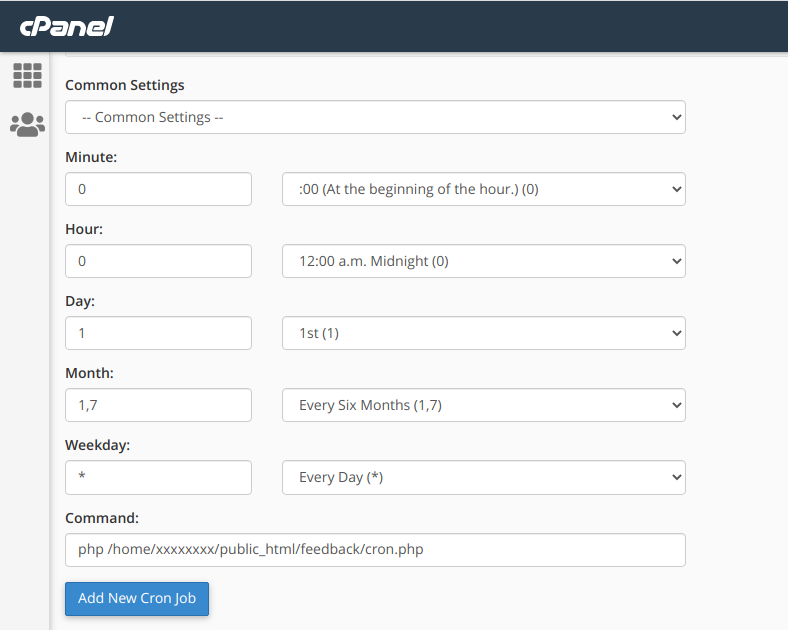 cPanel
Common Settings
-- Common Settings --
Minute:
0 :00 (At the beginning of the hour.) (0)
Hour:
0 12:00 a.m. Midnight (0)
Day:
1 1st (1)
Month:
1,7 Every Six Months (1,7)
Weekday:
* Every Day (*)
Command:
php /home/xxxxxxxx/public_html/feedback/cron.php
Add New Cron Job